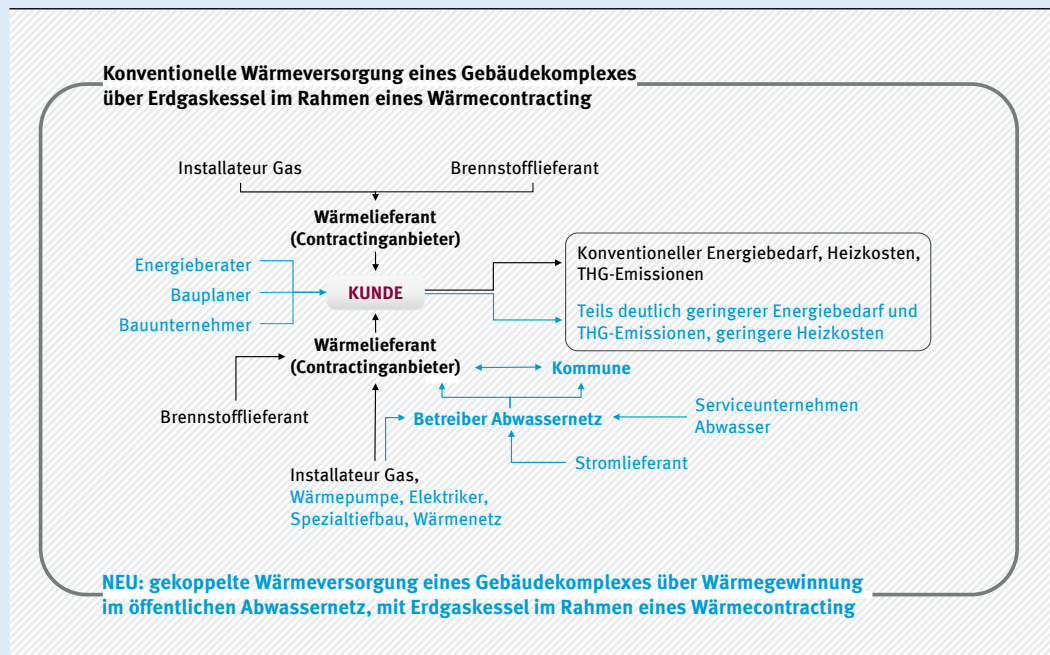 Konventionelle Wärmeversorgung eines Gebäudekomplexes
über Erdgaskessel im Rahmen eines Wärmecontracting
Installateur Gas
Brennstofflieferant
Wärmelieferant
(Contractinganbieter)
Energieberater
Bauplaner
Bauunternehmer
KUNDE
Konventioneller Energiebedarf, Heizkosten,
THG-Emissionen
Teils deutlich geringerer Energiebedarf und
THG-Emissionen, geringere Heizkosten
Wärmelieferant
(Contractinganbieter)
Kommune
Brennstofflieferant
Betreiber Abwassernetz
Serviceunternehmen
Abwasser
Stromlieferant
Installateur Gas,
Wärmepumpe, Elektriker,
Spezialtiefbau, Wärmenetz
NEU: gekoppelte Wärmeversorgung eines Gebäudekomplexes über Wärmegewinnung
im öffentlichen Abwassernetz, mit Erdgaskessel im Rahmen eines Wärmecontracting